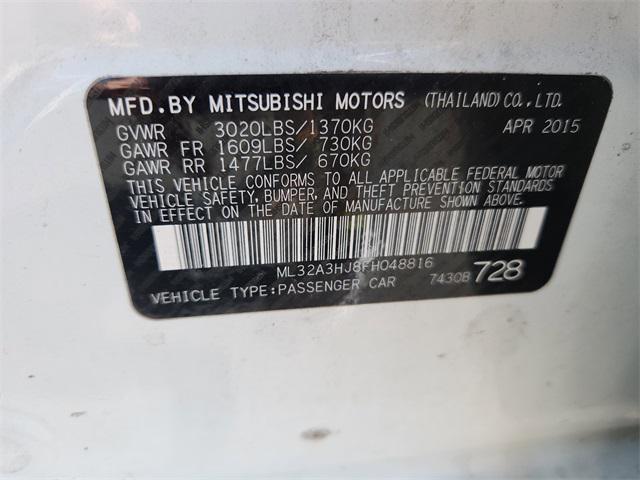 MFD.BY MITSUBISHI MOTORS (THAILAND)CO.,LTD.
GVWR 3020LBS/1370KG APR 2015
GAWR FR 1609LBS/ 730KG
GAWR RR 1477LBS/ 670KG
THIS VEHICLE CONFORMS TO ALL APPLICABLE FEDERAL MOTOR
VEHICLE SAFETY, BUMPER, AND THEFT PREVENTION STANDARDS
IN EFFECT ON THE DATE OF MANUFACTURE SHOWN ABOVE.
ML32A3HJ8FH048816
VEHICLE TYPE:PASSENGER CAR 7430B 728